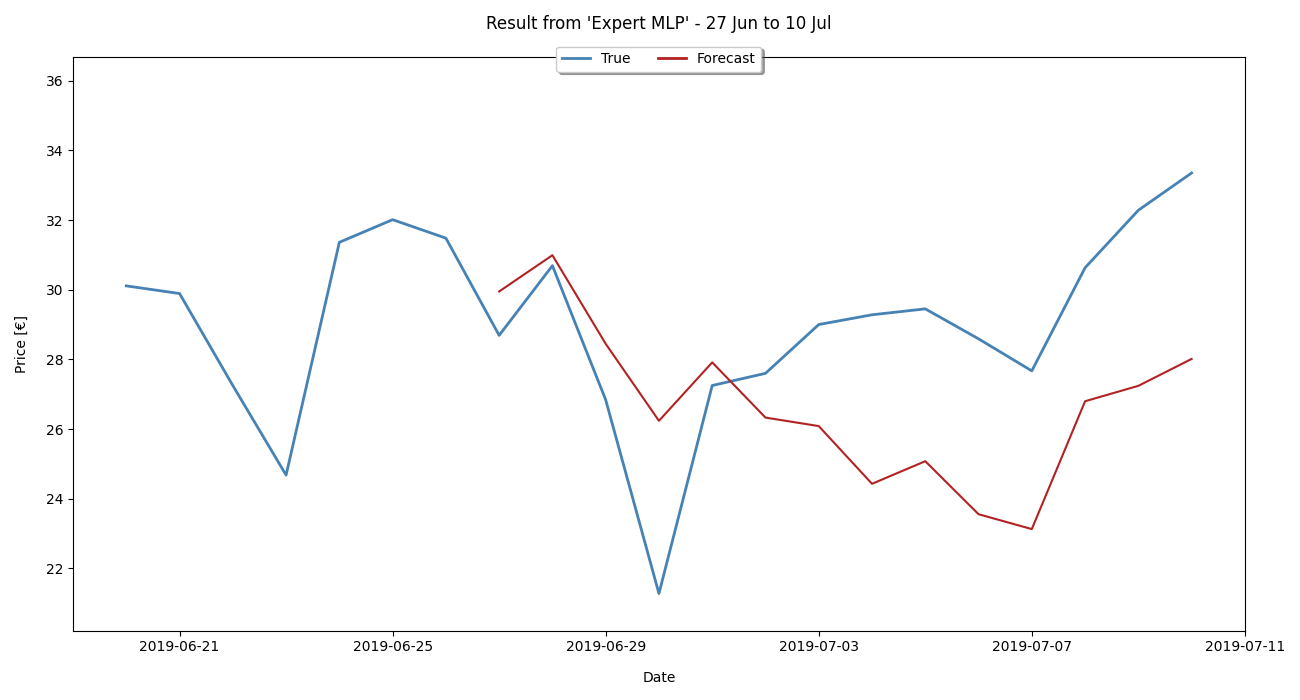 Result from 'Expert MLP' - 27 Jun to 10 Jul
True Forecast
36
34
32
30
28
26
24
22
Price [€]
2019-06-21 2019-06-25 2019-06-29 2019-07-03 2019-07-07 2019-07-11
Date